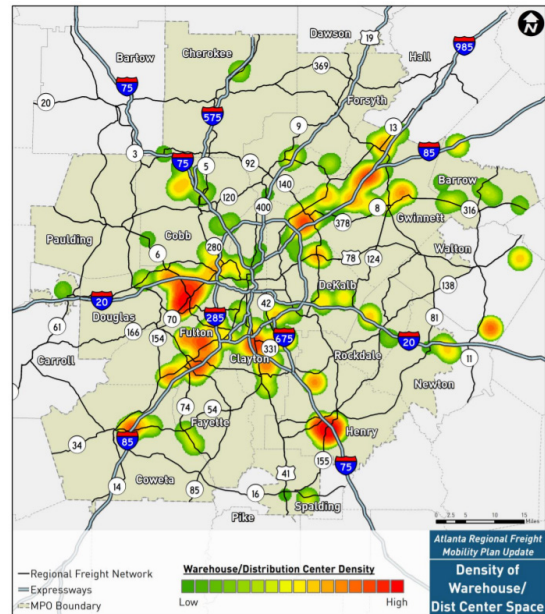 Dawson
19
Hall
985
Bartow
Cherokee
75
369
20
575
Forsyth
13
9
3
75
5
92
85
140
Barrow
120
400
8
316
Gwinnett
378
Cobb
Paulding
280
Walton
6
78
124
DeKalb
138
20
42
Douglas
285
70
81
61
166
154
Fulton
675
20
331
Clayton
Rockdale
11
Carroll
Newton
74
54
Fayette
85
Henry
34
155
41
75
Coweta
14
85
16
Spalding
Pike
0 2.5 5 10 15
Miles
Atlanta Regional Freight
Mobility Plan Update
Density of
Warehouse/
Dist Center Space
Regional Freight Network
Expressways
MPO Boundary
Warehouse/Distribution Center Density
Low
High
N